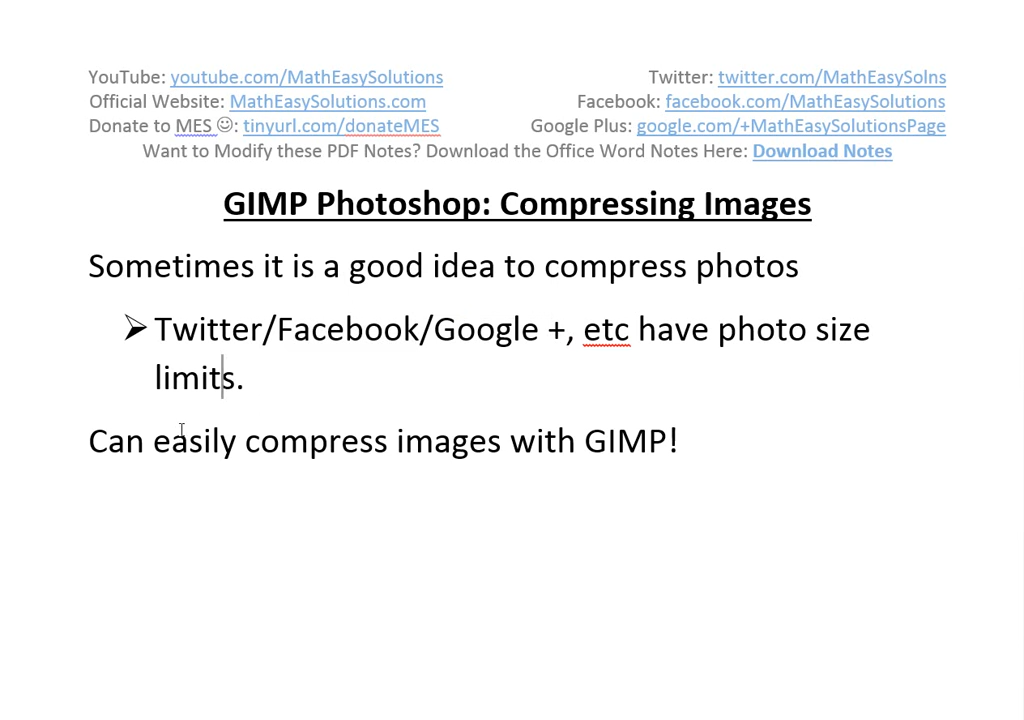 YouTube: youtube.com/MathEasySolutions Twitter: twitter.com/MathEasySolns
Official Website: MathEasySolutions.com Facebook: facebook.com/MathEasySolutions
Donate to MES ☺: tinyurl.com/donateMES Google Plus: google.com/+MathEasySolutionsPage
Want to Modify these PDF Notes? Download the Office Word Notes Here: Download Notes
GIMP Photoshop: Compressing Images
Sometimes it is a good idea to compress photos
➢ Twitter/Facebook/Google +, etc have photo size
limits.
Can easily compress images with GIMP!